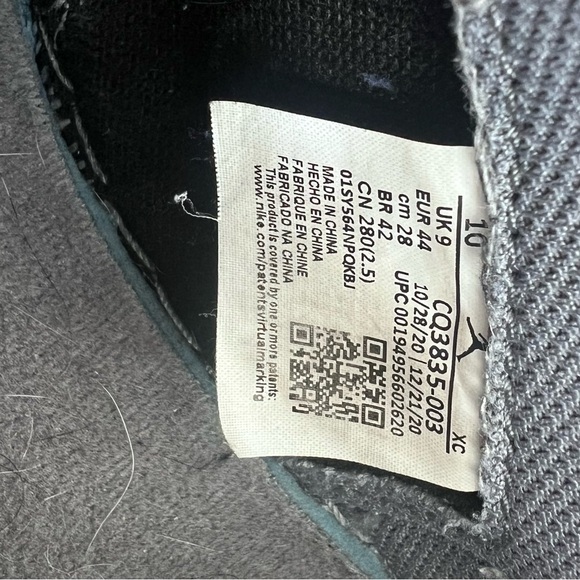 10
XC
UK 9
CQ3835-003
EUR 44
10/28/20 | 12/21/20
cm 28
UPC 00194956602620
BR 42
CN 280(2.5)
01SY564NPQKBJ
MADE IN CHINA
HECHO EN CHINA
FABRIQUE EN CHINE
FABRICADO NA CHINA
This product is covered by one or more patents:
www.nike.com/patentsvirtualmarking